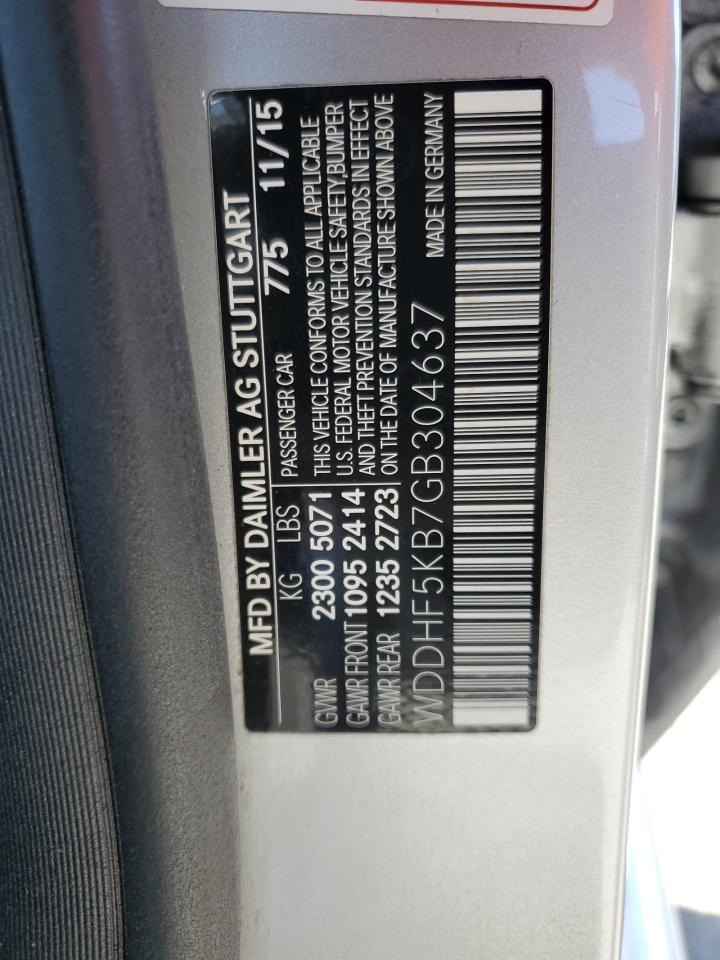 MFD BY DAIMLER AG STUTTGART
KG LBS PASSENGER CAR 775 11/15
GVWR 2300 5071 THIS VEHICLE CONFORMS TO ALL APPLICABLE
GAWR FRONT 1095 2414 U.S. FEDERAL MOTOR VEHICLE SAFETY,BUMPER
AND THEFT PREVENTION STANDARDS IN EFFECT
GAWR REAR 1235 2723 ON THE DATE OF MANUFACTURE SHOWN ABOVE
WDDHF5KB7GB304637 MADE IN GERMANY